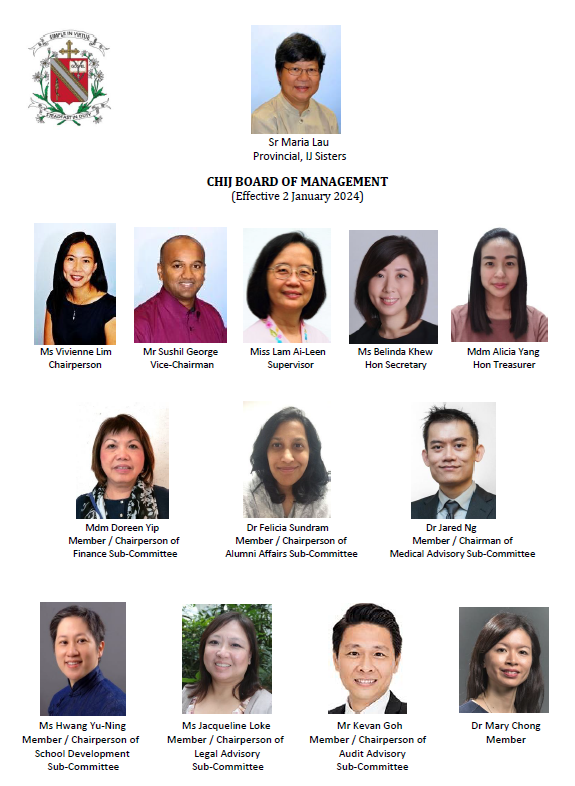 SIMPLE IN VIRTUE
STEADFAST IN DUTY
Sr Maria Lau
Provincial, IJ Sisters
CHIJ BOARD OF MANAGEMENT
(Effective 2 January 2024)
Ms Vivienne Lim
Chairperson
Mr Sushil George
Vice-Chairman
Miss Lam Ai-Leen
Supervisor
Ms Belinda Khew
Hon Secretary
Mdm Alicia Yang
Hon Treasurer
Mdm Doreen Yip
Member / Chairperson of
Finance Sub-Committee
Dr Felicia Sundram
Member / Chairperson of
Alumni Affairs Sub-Committee
Dr Jared Ng
Member / Chairman of
Medical Advisory Sub-Committee
Ms Hwang Yu-Ning
Member / Chairperson of
School Development
Sub-Committee
Ms Jacqueline Loke
Member / Chairperson of
Legal Advisory
Sub-Committee
Mr Kevan Goh
Member / Chairperson of
Audit Advisory
Sub-Committee
Dr Mary Chong
Member